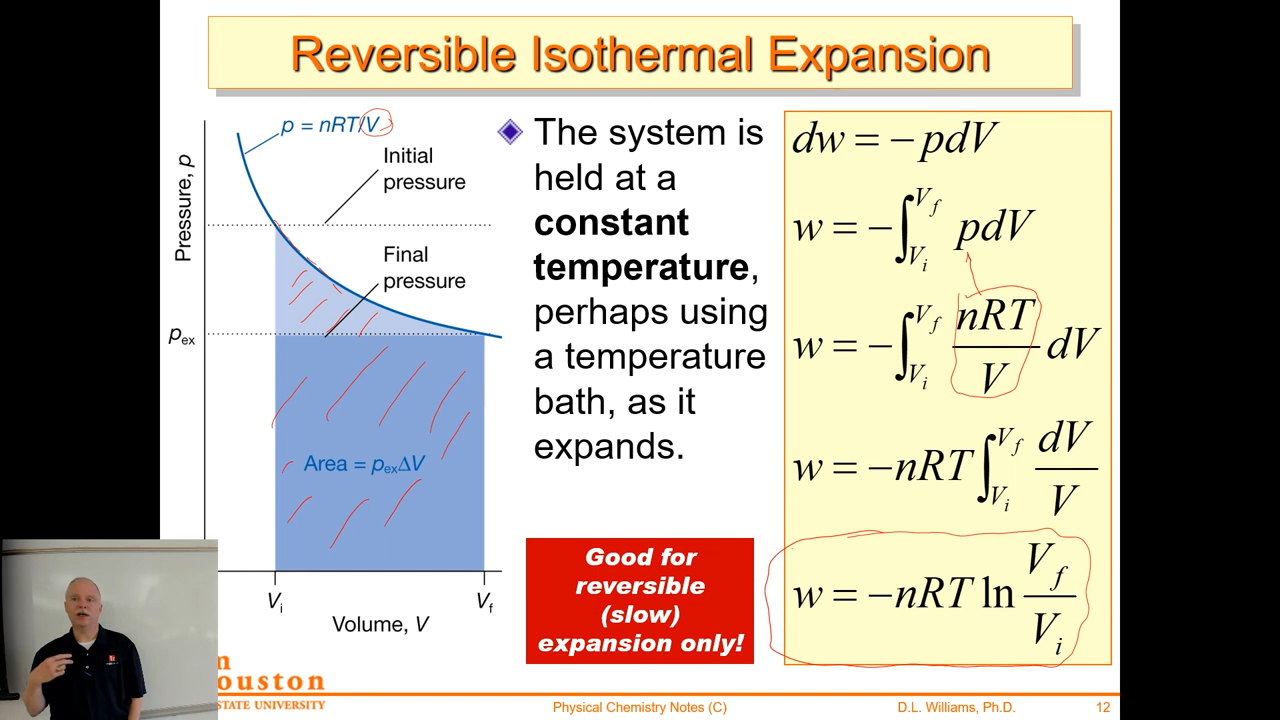 Reversible Isothermal Expansion
p = nRT/V
Initial
pressure
Final
pressure
Pressure, p
p_ex
Area = p_exΔV
V_i
V_f
Volume, V
The system is
held at a
constant
temperature,
perhaps using
a temperature
bath, as it
expands.
Good for
reversible
(slow)
expansion only!
dw = − pdV
w = −∫_{V_i}^{V_f} pdV
w = −∫_{V_i}^{V_f} nRT/V dV
w = −nRT ∫_{V_i}^{V_f} dV/V
w = −nRT ln V_f/V_i
ouston
STATE UNIVERSITY
Physical Chemistry Notes (C)
D.L. Williams, Ph.D.
12